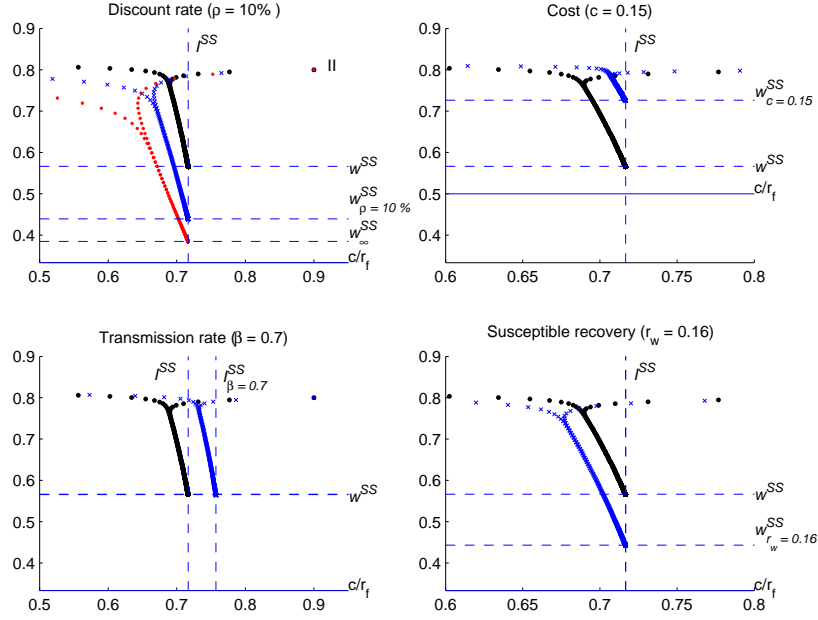 Discount rate (ρ = 10%)
0.9
0.8
0.7
0.6
0.5
0.4
I^SS
II
w^SS
w^SS_ρ = 10 %
w^SS_∞
c/r_f
0.5 0.6 0.7 0.8 0.9
Cost (c = 0.15)
0.9
0.8
0.7
0.6
0.5
0.4
I^SS
w^SS_c = 0.15
w^SS
c/r_f
0.6 0.65 0.7 0.75 0.8
Transmission rate (β = 0.7)
0.9
0.8
0.7
0.6
0.5
0.4
I^SS
I^SS_β = 0.7
w^SS
c/r_f
0.5 0.6 0.7 0.8 0.9
Susceptible recovery (r_w = 0.16)
0.9
0.8
0.7
0.6
0.5
0.4
I^SS
w^SS
w^SS_r_w = 0.16
c/r_f
0.6 0.65 0.7 0.75 0.8